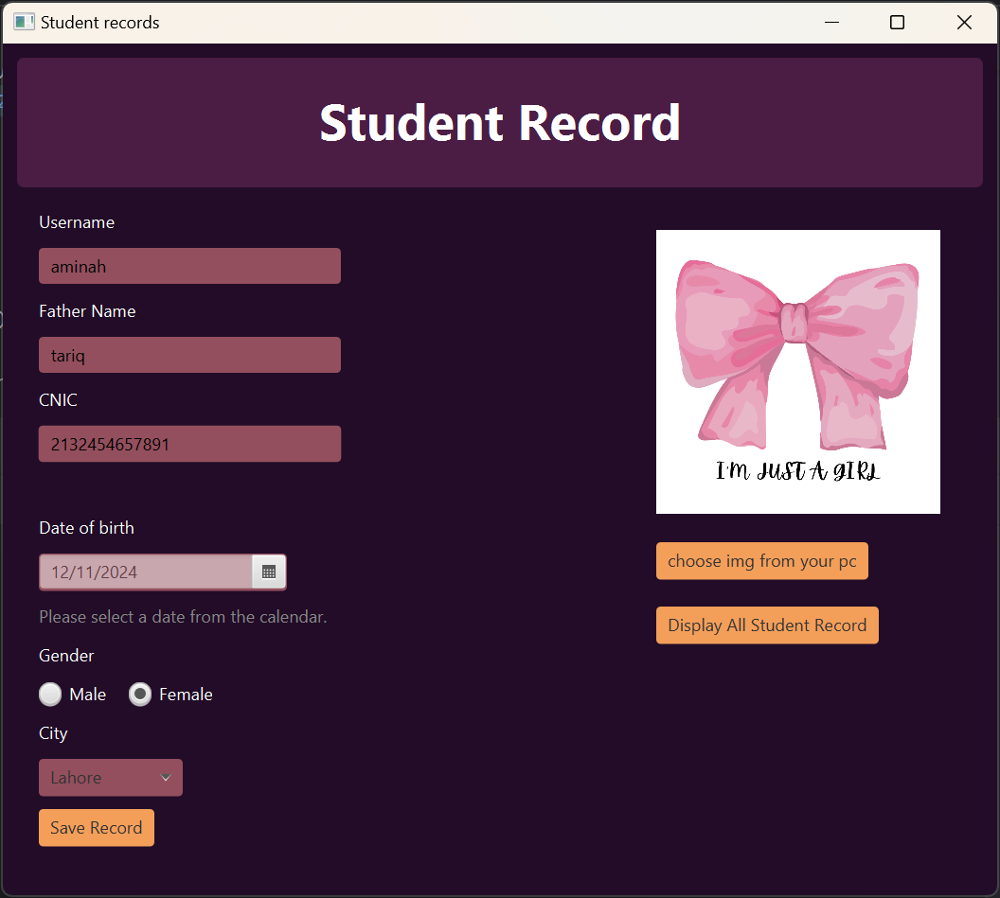 Student records
Student Record
Username
aminah
Father Name
tariq
CNIC
2132454657891
Date of birth
12/11/2024
Please select a date from the calendar.
Gender
Male Female
City
Lahore
Save Record
I'M JUST A GIRL
choose img from your pc
Display All Student Record